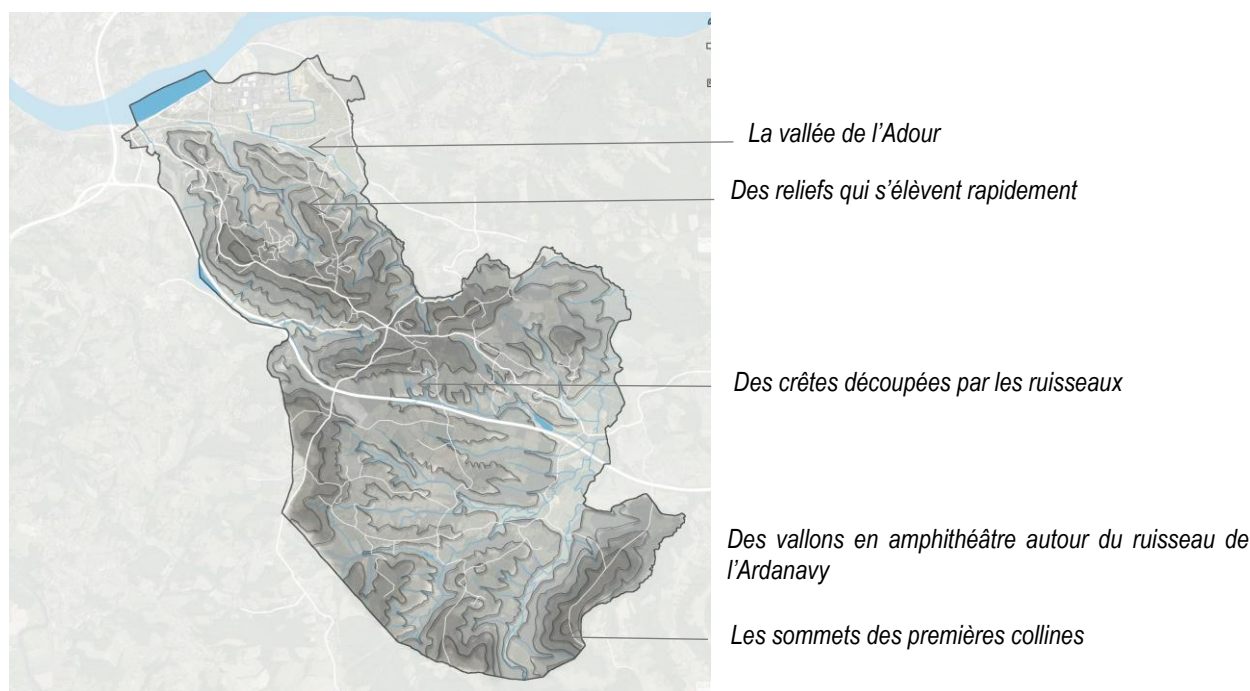 La vallée de l’Adour
Des reliefs qui s’élèvent rapidement
Des crêtes découpées par les ruisseaux
Des vallons en amphithéâtre autour du ruisseau de
l’Ardanavy
Les sommets des premières collines